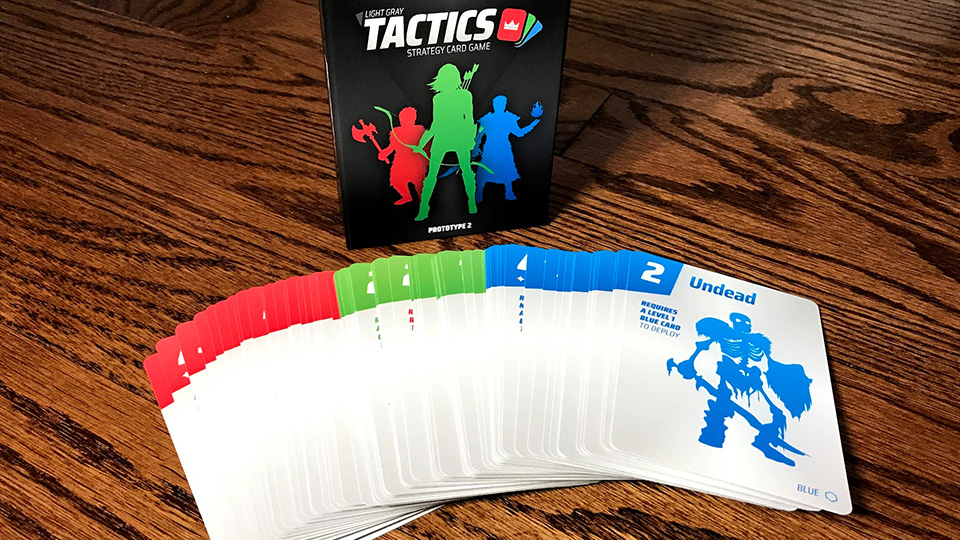 LIGHT GRAY
TACTICS
STRATEGY CARD GAME
PROTOTYPE 2
2
Undead
REQUIRES
A LEVEL 1
BLUE CARD
TO DEPLOY
BLUE